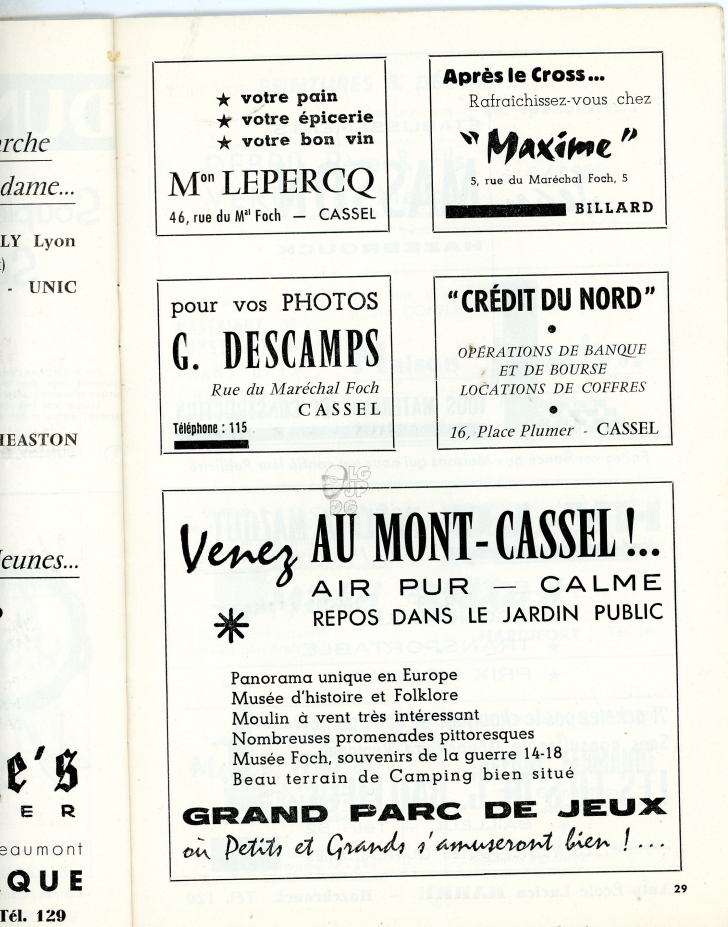 arche
dame...
LY Lyon
- UNIC
HEASTON
eunes...
e's
E R
eaumont
QUE
Tél. 129
★ votre pain
★ votre épicerie
★ votre bon vin
Mon LEPERCQ
46, rue du Mal Foch — CASSEL
Après le Cross...
Rafraîchissez-vous chez
"Maxime"
5, rue du Maréchal Foch, 5
BILLARD
pour vos PHOTOS
G. DESCAMPS
Rue du Maréchal Foch
CASSEL
Téléphone : 115
"CRÉDIT DU NORD"
OPÉRATIONS DE BANQUE
ET DE BOURSE
LOCATIONS DE COFFRES
16, Place Plumer - CASSEL
LG
JP
DG
Venez AU MONT-CASSEL !...
AIR PUR — CALME
REPOS DANS LE JARDIN PUBLIC
Panorama unique en Europe
Musée d'histoire et Folklore
Moulin à vent très intéressant
Nombreuses promenades pittoresques
Musée Foch, souvenirs de la guerre 14-18
Beau terrain de Camping bien situé
GRAND PARC DE JEUX
où Petits et Grands s'amuseront bien !...
29